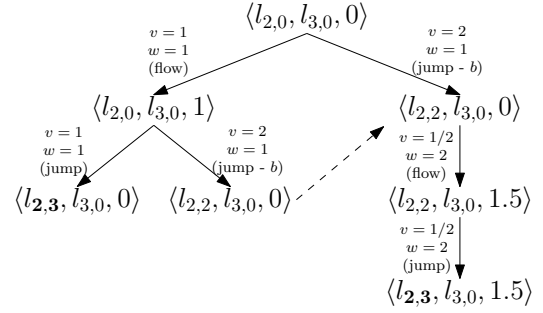 ⟨l₂,₀, l₃,₀, 0⟩
v = 1
w = 1
(flow)
v = 2
w = 1
(jump - b)
⟨l₂,₀, l₃,₀, 1⟩
⟨l₂,₂, l₃,₀, 0⟩
v = 1
w = 1
(jump)
v = 2
w = 1
(jump - b)
v = 1/2
w = 2
(flow)
⟨l𝟐,𝟑, l₃,₀, 0⟩
⟨l₂,₂, l₃,₀, 0⟩
⟨l₂,₂, l₃,₀, 1.5⟩
v = 1/2
w = 2
(jump)
⟨l𝟐,𝟑, l₃,₀, 1.5⟩